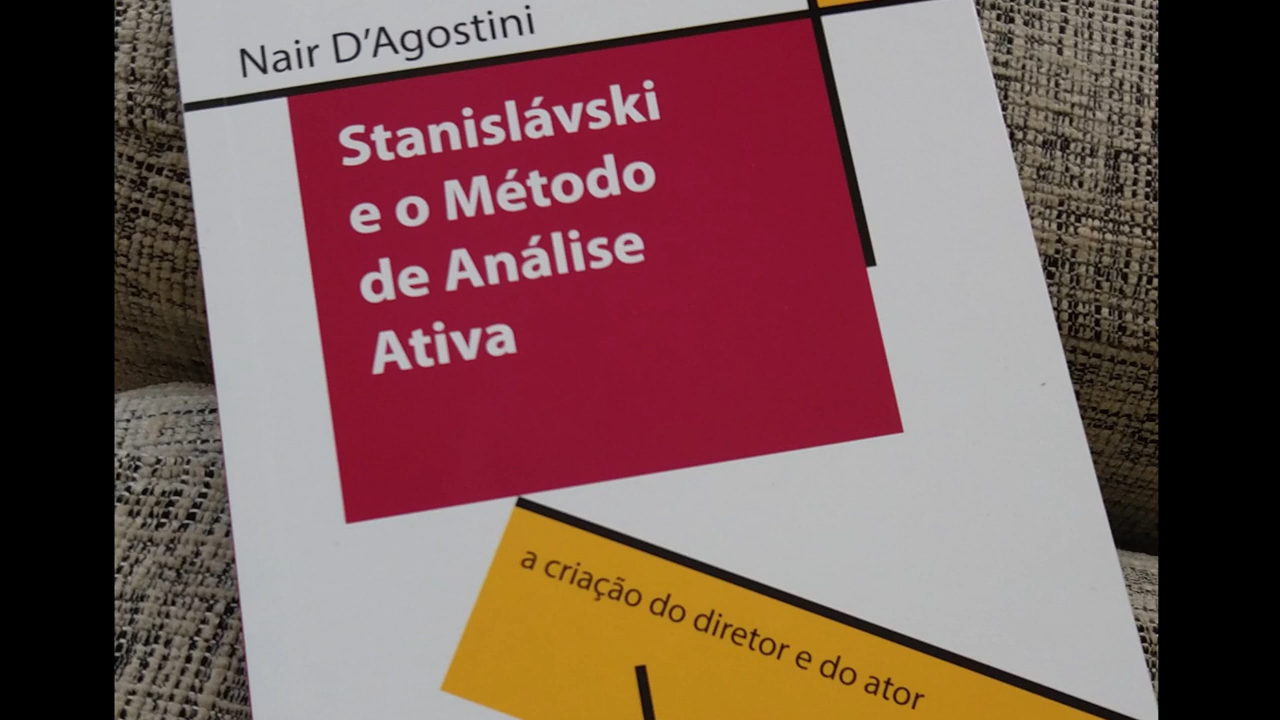 Nair D'Agostini
Stanislávski
e o Método
de Análise
Ativa
a criação do diretor e do ator